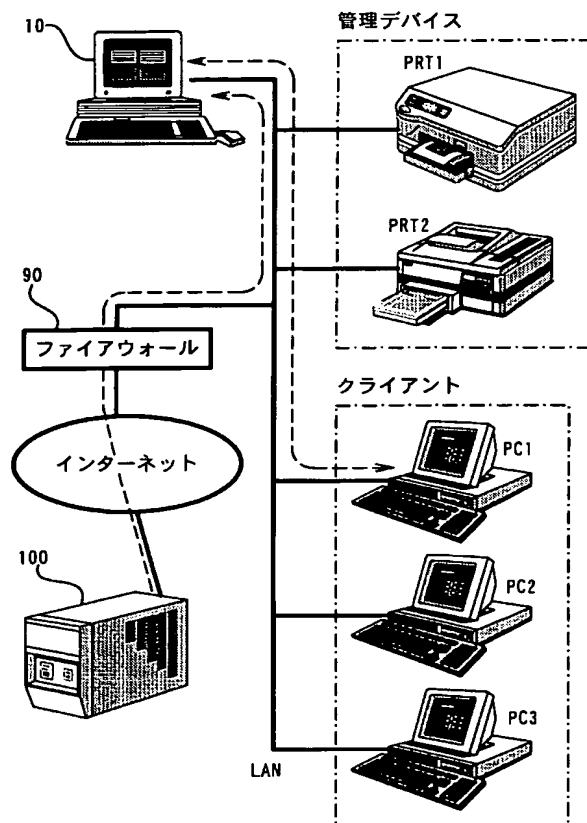 10
管理デバイス
PRT1
PRT2
90
ファイアウォール
クライアント
インターネット
PC1
100
PC2
PC3
LAN